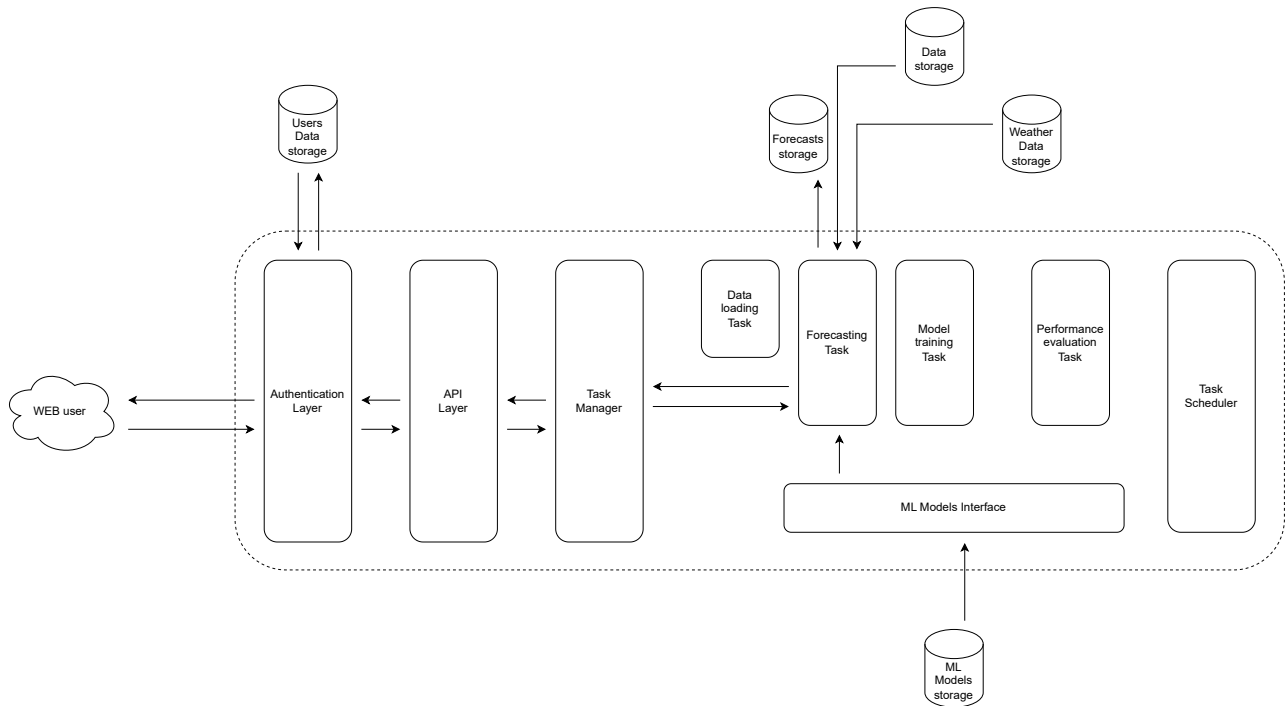 Data
storage
Users
Data
storage
Forecasts
storage
Weather
Data
storage
Data
loading
Task
Forecasting
Task
Model
training
Task
Performance
evaluation
Task
WEB user
Authentication
Layer
API
Layer
Task
Manager
Task
Scheduler
ML Models Interface
ML
Models
storage